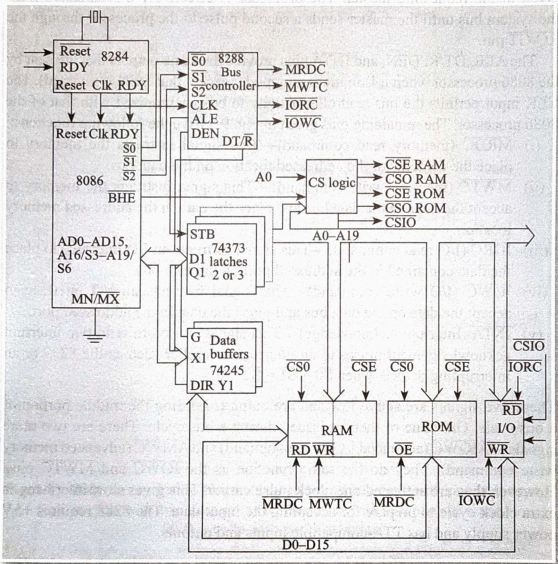 Reset
RDY
8284
Reset Clk RDY
Reset Clk RDY
S0
S1
S2
8086
BHE
AD0–AD15,
A16/S3–A19/
S6
MN/MX
S0
S1
S2
CLK
ALE
DEN
DT/R
8288
Bus
controller
MRDC
MWTC
IORC
IOWC
A0
CS logic
CSE RAM
CSO RAM
CSE ROM
CSO ROM
CSIO
A0–A19
STB
D1
Q1
74373
latches
2 or 3
G
X1
DIR Y1
Data
buffers
74245
CS0
CSE
RAM
RD WR
MRDC MWTC
CS0
CSE
ROM
OE
MRDC
CSIO
IORC
RD
I/O
WR
IOWC
D0–D15